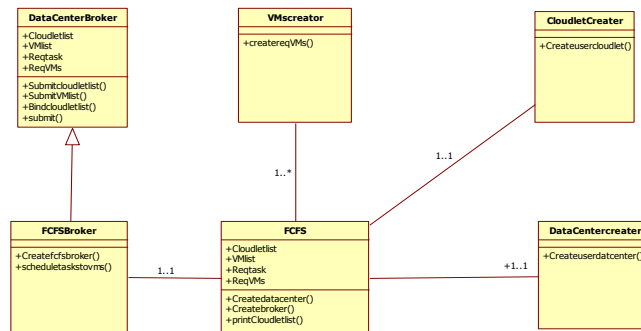 DataCenterBroker
+Cloudletlist
+VMlist
+Reqtask
+ReqVMs
+Submitcloudletlist()
+SubmitVMlist()
+Bindcloudletlist()
+submit()
VMscreator
+createreqVMs()
CloudletCreater
+Createusercloudlet()
1..*
1..1
FCFSBroker
+Createfcfsbroker()
+scheduletaskstovms()
1..1
FCFS
+Cloudletlist
+VMlist
+Reqtask
+ReqVMs
+Createdatacenter()
+Createbroker()
+printCloudletlist()
+1..1
DataCentercreater
+Createuserdatcenter()